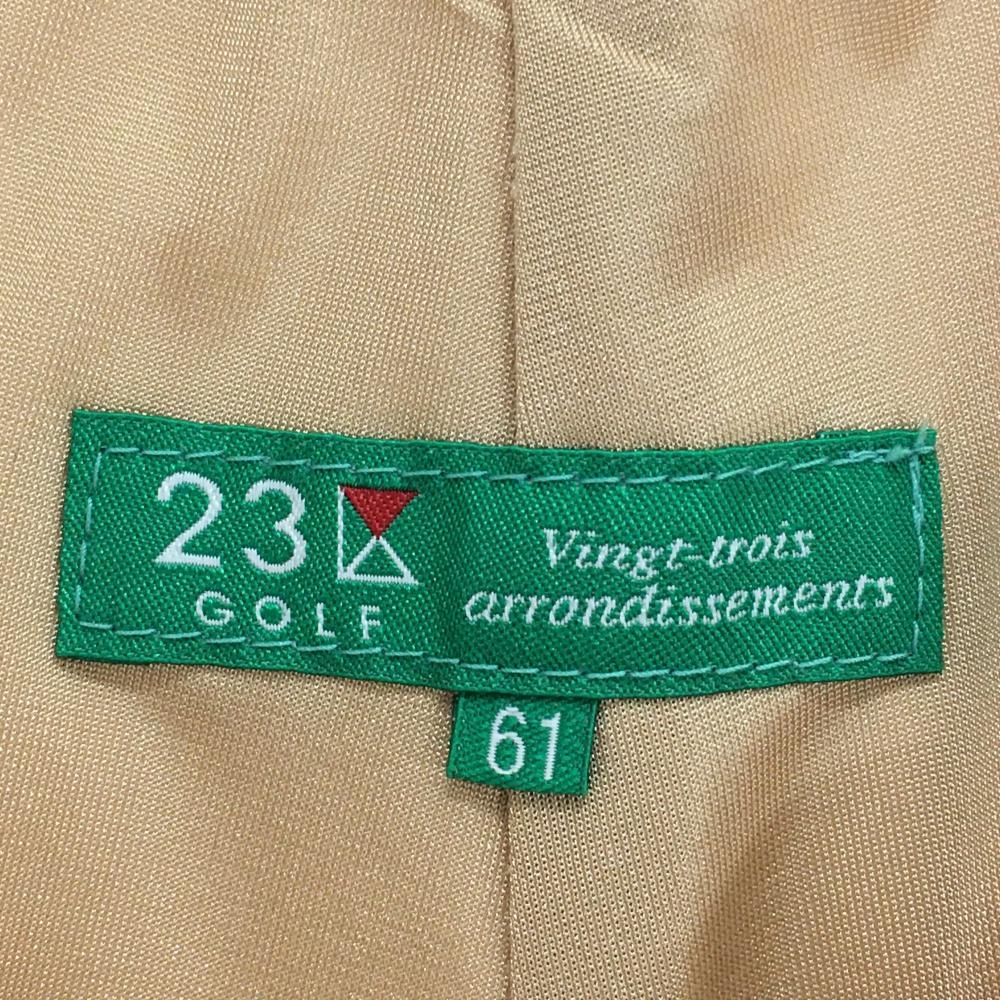 23
GOLF
Vingt-trois
arrondissements
61